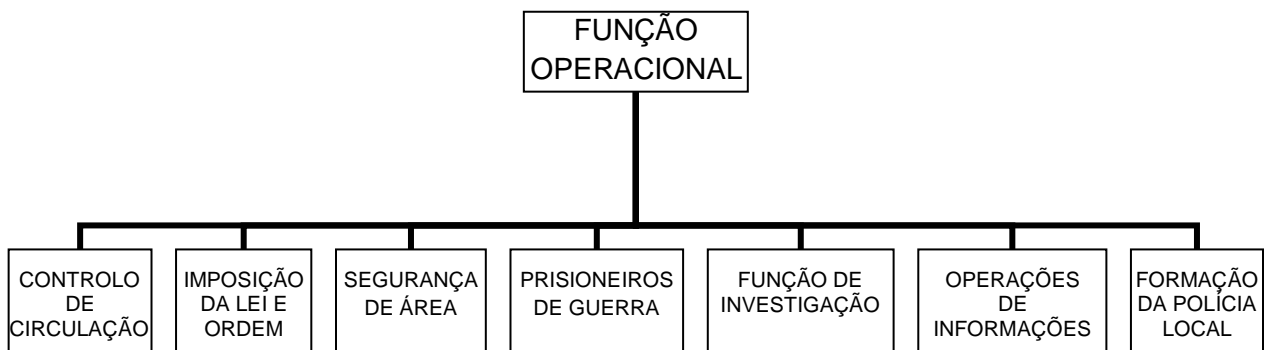 FUNÇÃO
OPERACIONAL
CONTROLO
DE
CIRCULAÇÃO
IMPOSIÇÃO
DA LEI E
ORDEM
SEGURANÇA
DE ÁREA
PRISIONEIROS
DE GUERRA
FUNÇÃO DE
INVESTIGAÇÃO
OPERAÇÕES
DE
INFORMAÇÕES
FORMAÇÃO
DA POLÍCIA
LOCAL